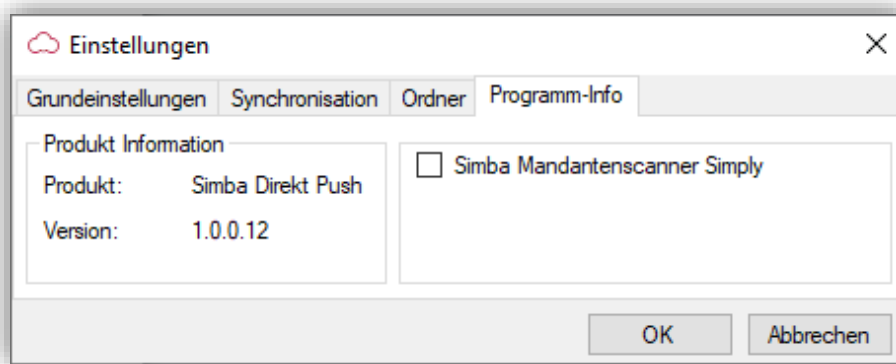 Einstellungen
Grundeinstellungen Synchronisation Ordner Programm-Info
Produkt Information
Produkt: Simba Direkt Push
Version: 1.0.0.12
Simba Mandantenscanner Simply
OK Abbrechen